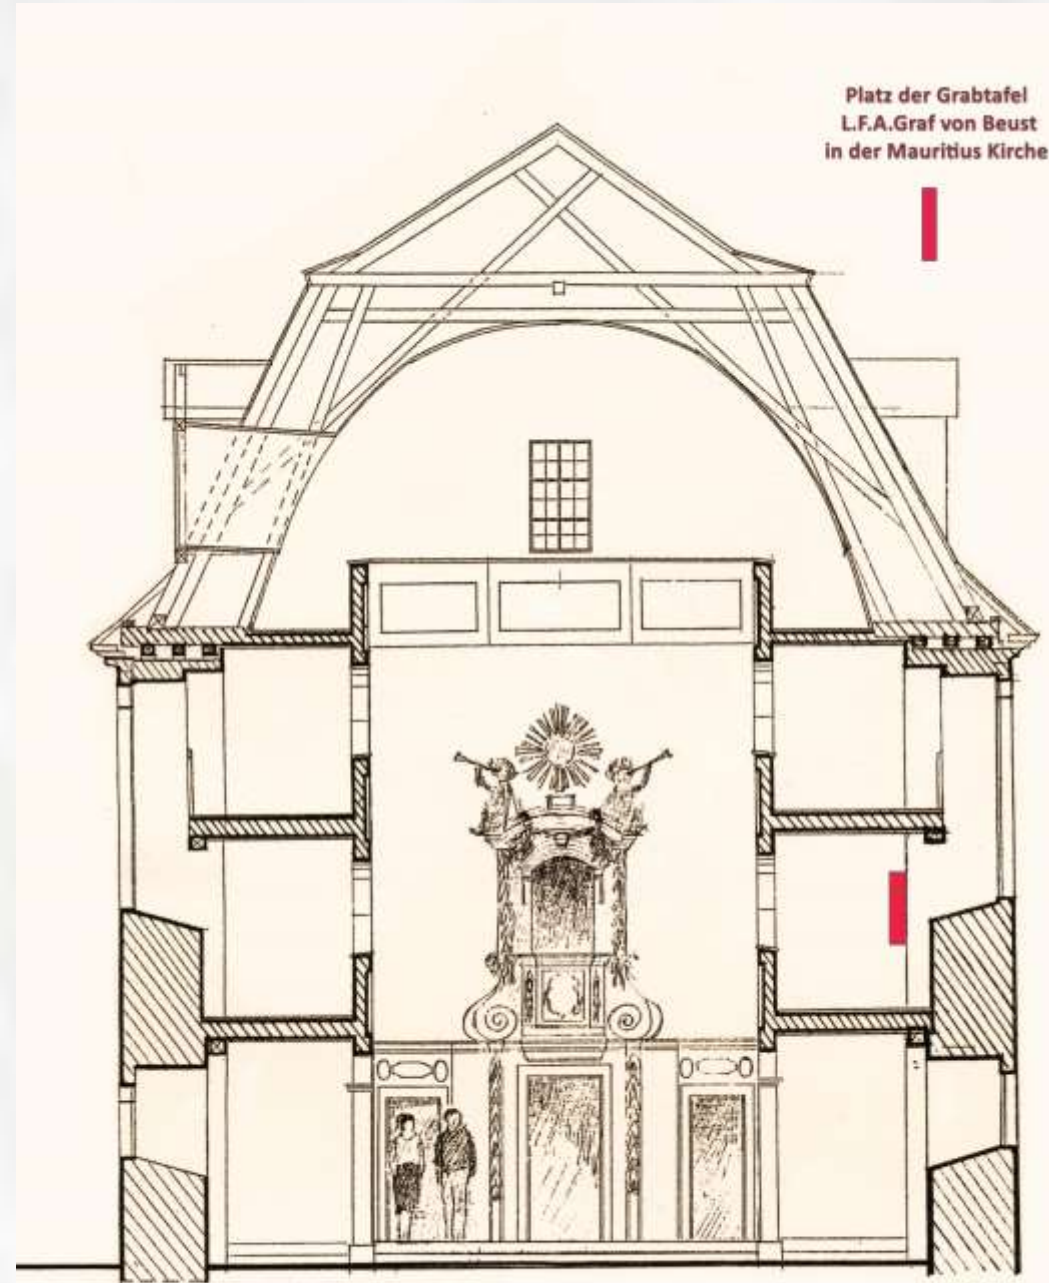 Platz der Grabtafel
L.F.A.Graf von Beust
in der Mauritius Kirche